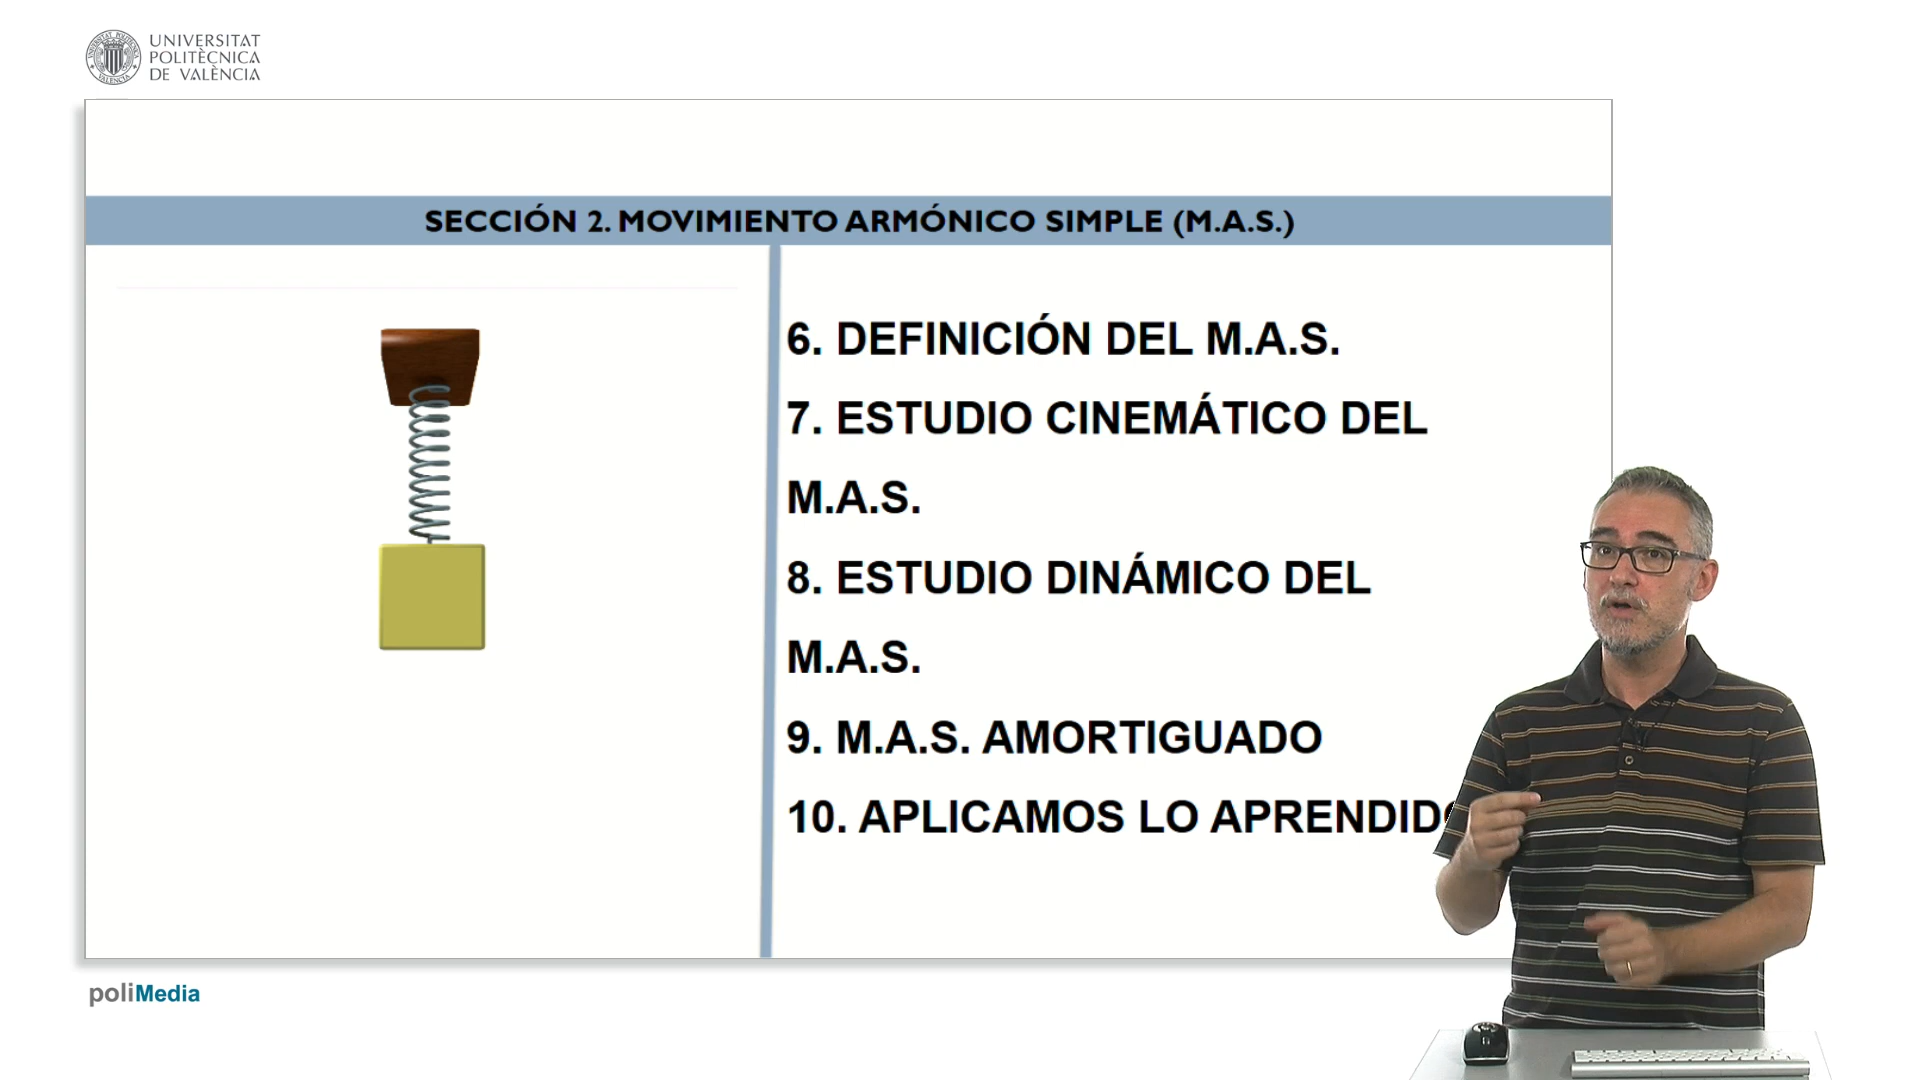 UNIVERSITAT
POLITÈCNICA
DE VALÈNCIA
SECCIÓN 2. MOVIMIENTO ARMÓNICO SIMPLE (M.A.S.)
6. DEFINICIÓN DEL M.A.S.
7. ESTUDIO CINEMÁTICO DEL
M.A.S.
8. ESTUDIO DINÁMICO DEL
M.A.S.
9. M.A.S. AMORTIGUADO
10. APLICAMOS LO APRENDIDO
poliMedia